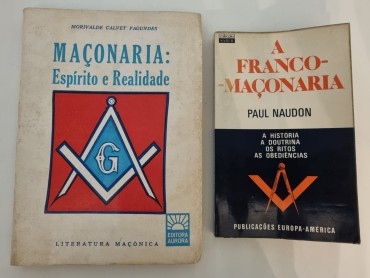 MORIVALDE CALVET FAGUNDES
MAÇONARIA:
Espírito e Realidade
G
EDITORA
AURORA
LITERATURA MAÇÔNICA
A
FRANCO-
-MAÇONARIA
PAUL NAUDON
A HISTÓRIA
A DOUTRINA
OS RITOS
AS OBEDIÊNCIAS
PUBLICAÇÕES EUROPA-AMÉRICA